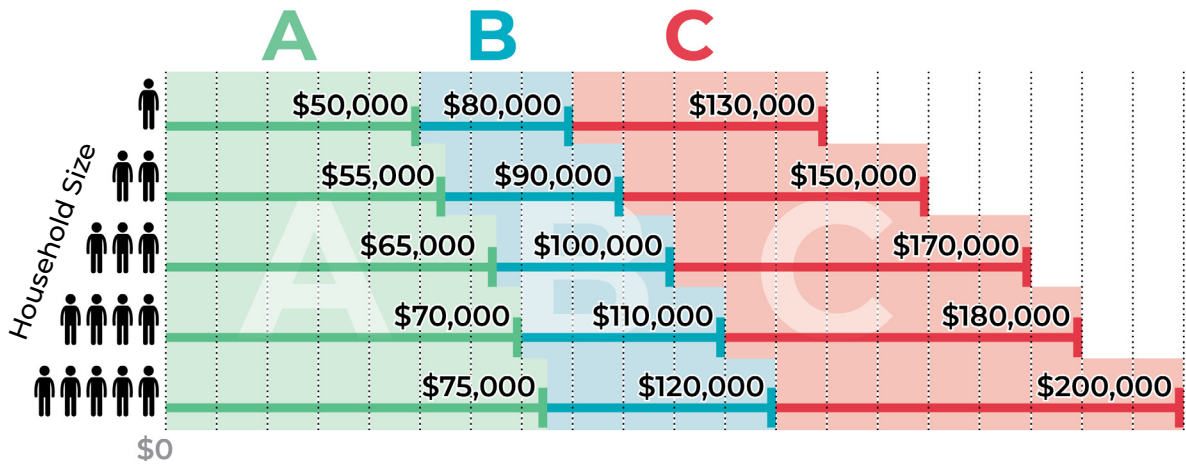 A B C
$50,000 $80,000 $130,000
$55,000 $90,000 $150,000
Household Size
A B C
$65,000 $100,000 $170,000
$70,000 $110,000 $180,000
$75,000 $120,000 $200,000
$0